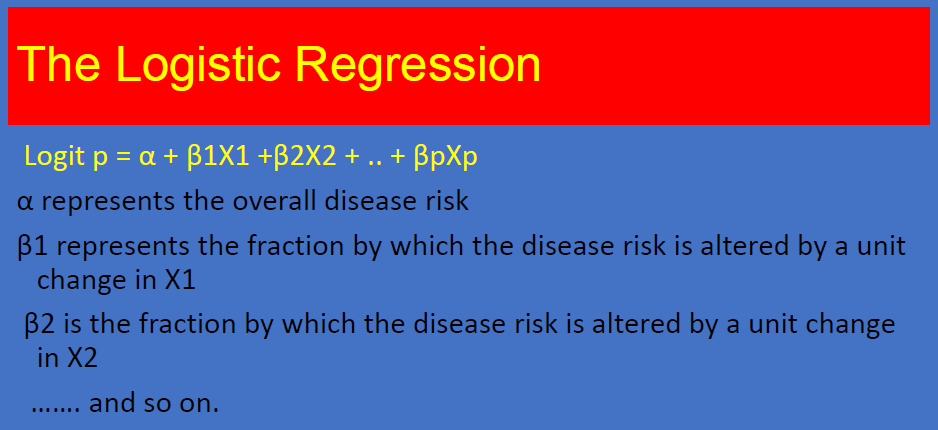 The Logistic Regression
Logit p = α + β1X1 +β2X2 + .. + βpXp
α represents the overall disease risk
β1 represents the fraction by which the disease risk is altered by a unit
change in X1
β2 is the fraction by which the disease risk is altered by a unit change
in X2
....... and so on.